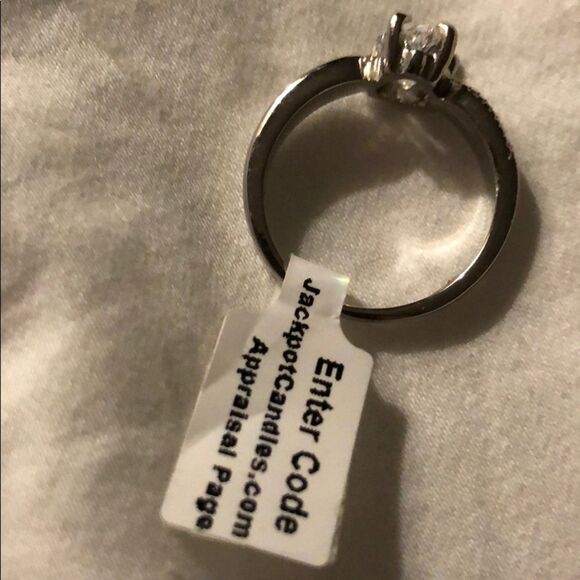 Enter Code
JackpotCandles.com
Appraisal Page